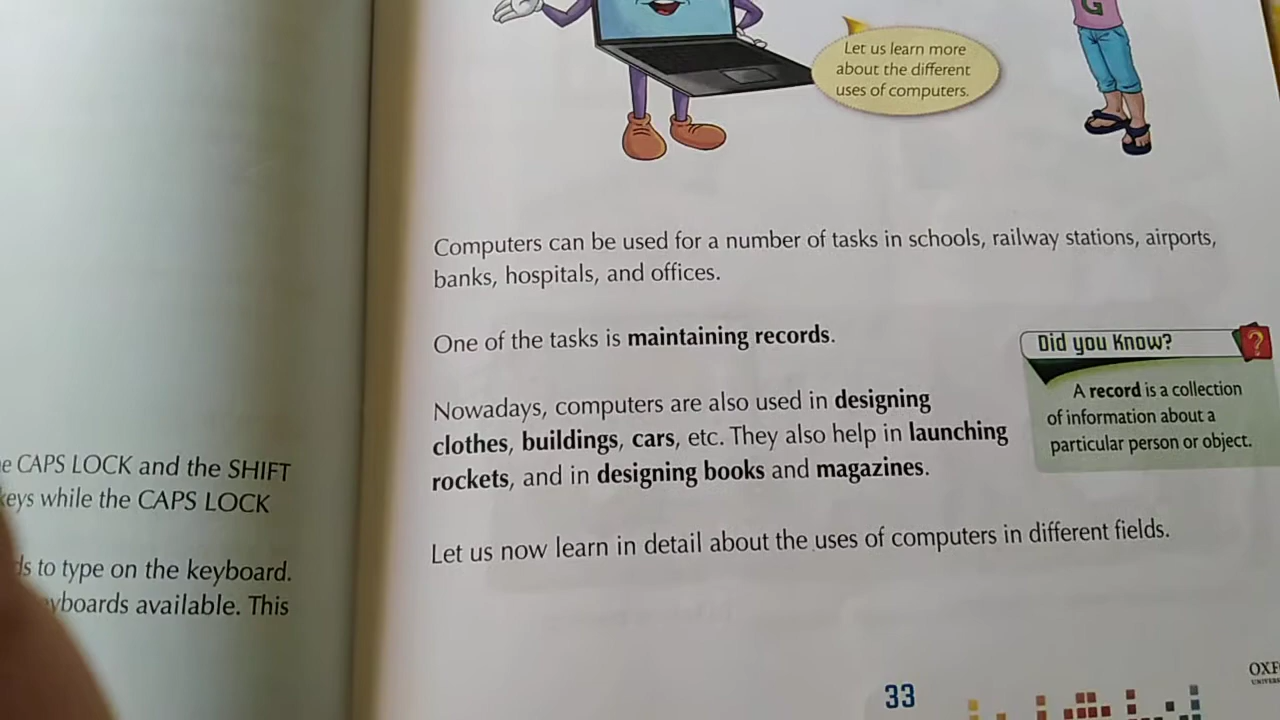 CAPS LOCK and the SHIFT
keys while the CAPS LOCK
to type on the keyboard.
available. This
G
Let us learn more
about the different
uses of computers.
Computers can be used for a number of tasks in schools, railway stations, airports,
banks, hospitals, and offices.
One of the tasks is maintaining records.
Did you Know?
?
A record is a collection
of information about a
particular person or object.
Nowadays, computers are also used in designing
clothes, buildings, cars, etc. They also help in launching
rockets, and in designing books and magazines.
Let us now learn in detail about the uses of computers in different fields.
33